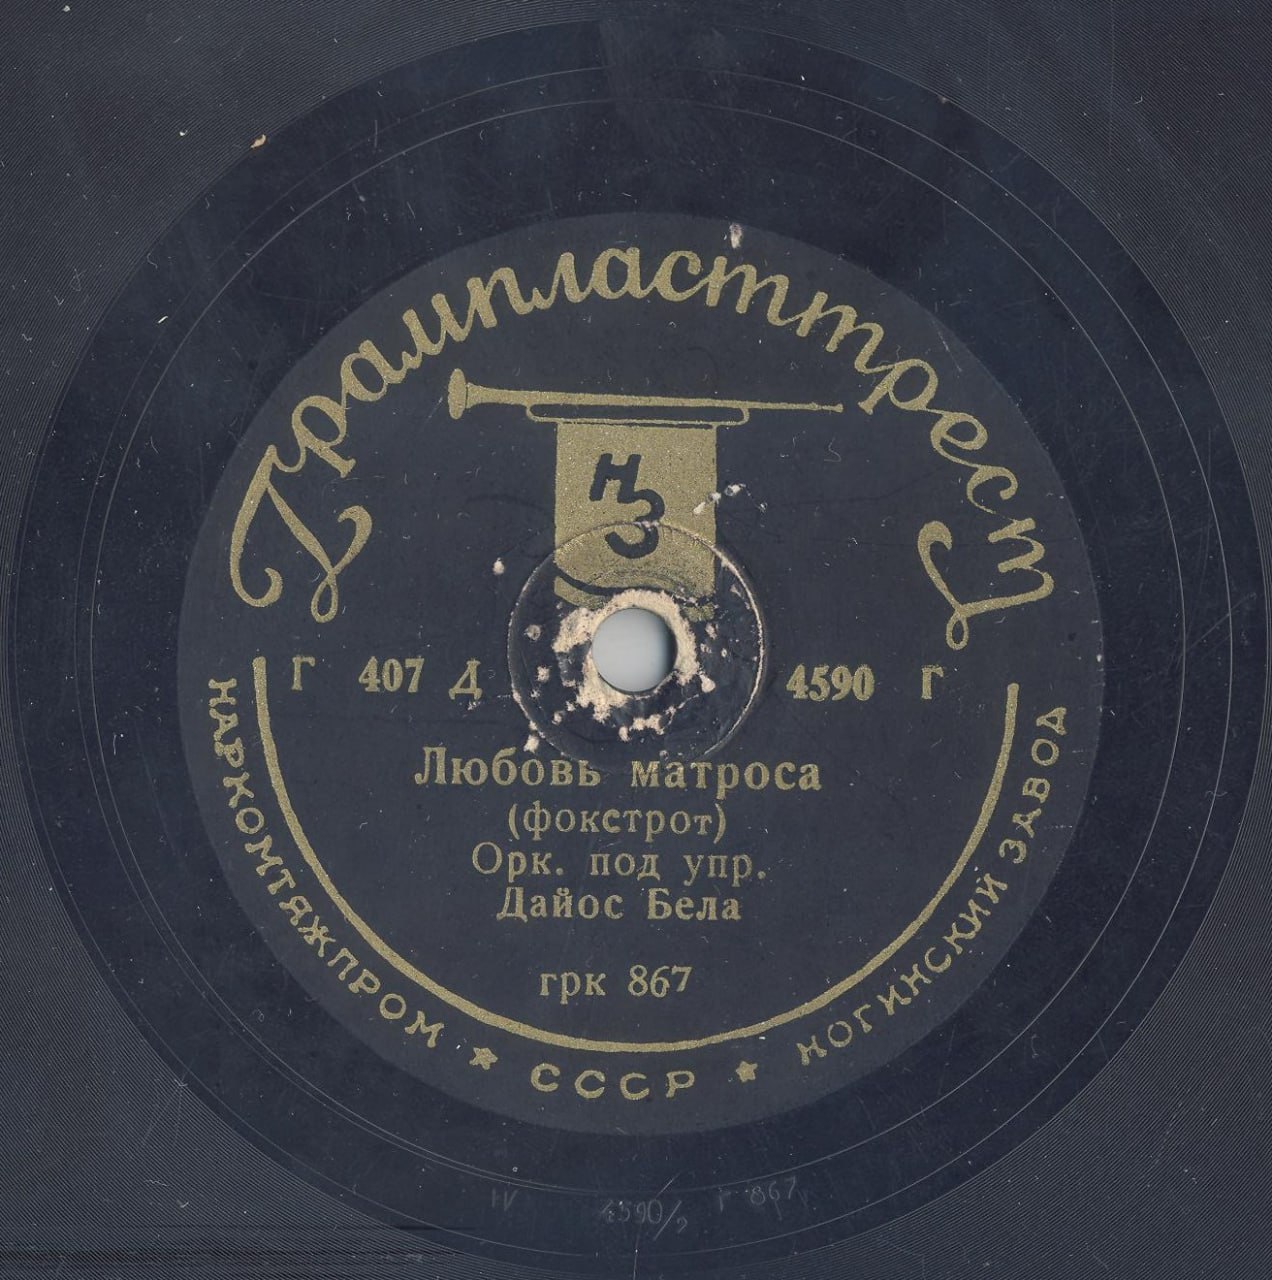 Грампласттрест
НЗ
Г 407 Д 4590 Г
Любовь матроса
(фокстрот)
Орк. под упр.
Дайос Бела
грк 867
НАРКОМТЯЖПРОМ ★ СССР ★ НОГИНСКИЙ ЗАВОД
4590/2 Г 867